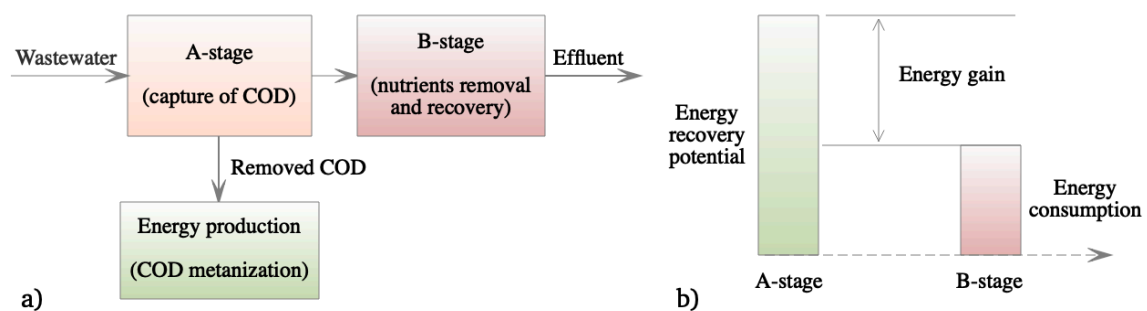 Wastewater
A-stage
(capture of COD)
B-stage
(nutrients removal
and recovery)
Effluent
Removed COD
Energy production
(COD metanization)
a)
Energy
recovery
potential
Energy gain
Energy
consumption
A-stage
B-stage
b)